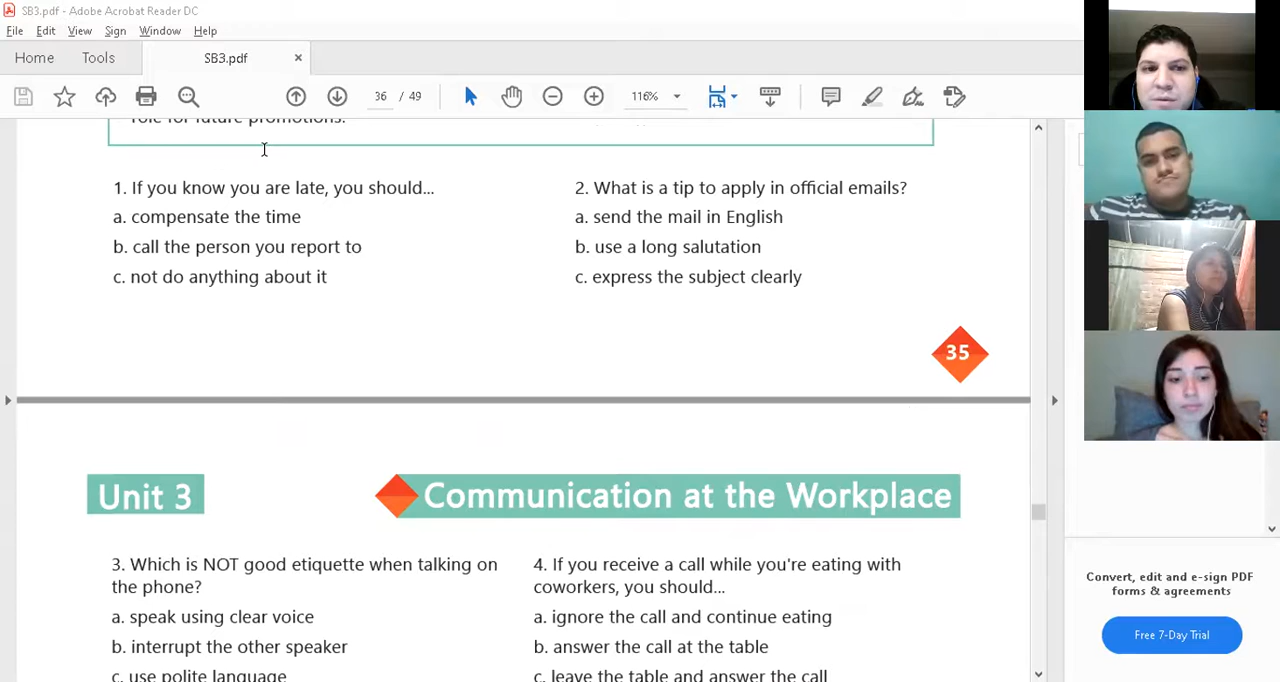 SB3.pdf - Adobe Acrobat Reader DC
File Edit View Sign Window Help
Home Tools SB3.pdf ×
36 / 49 116%
role for future promotions.
1. If you know you are late, you should...
a. compensate the time
b. call the person you report to
c. not do anything about it
2. What is a tip to apply in official emails?
a. send the mail in English
b. use a long salutation
c. express the subject clearly
35
Unit 3 Communication at the Workplace
3. Which is NOT good etiquette when talking on
the phone?
a. speak using clear voice
b. interrupt the other speaker
c. use polite language
4. If you receive a call while you're eating with
coworkers, you should...
a. ignore the call and continue eating
b. answer the call at the table
c. leave the table and answer the call
Convert, edit and e-sign PDF
forms & agreements
Free 7-Day Trial